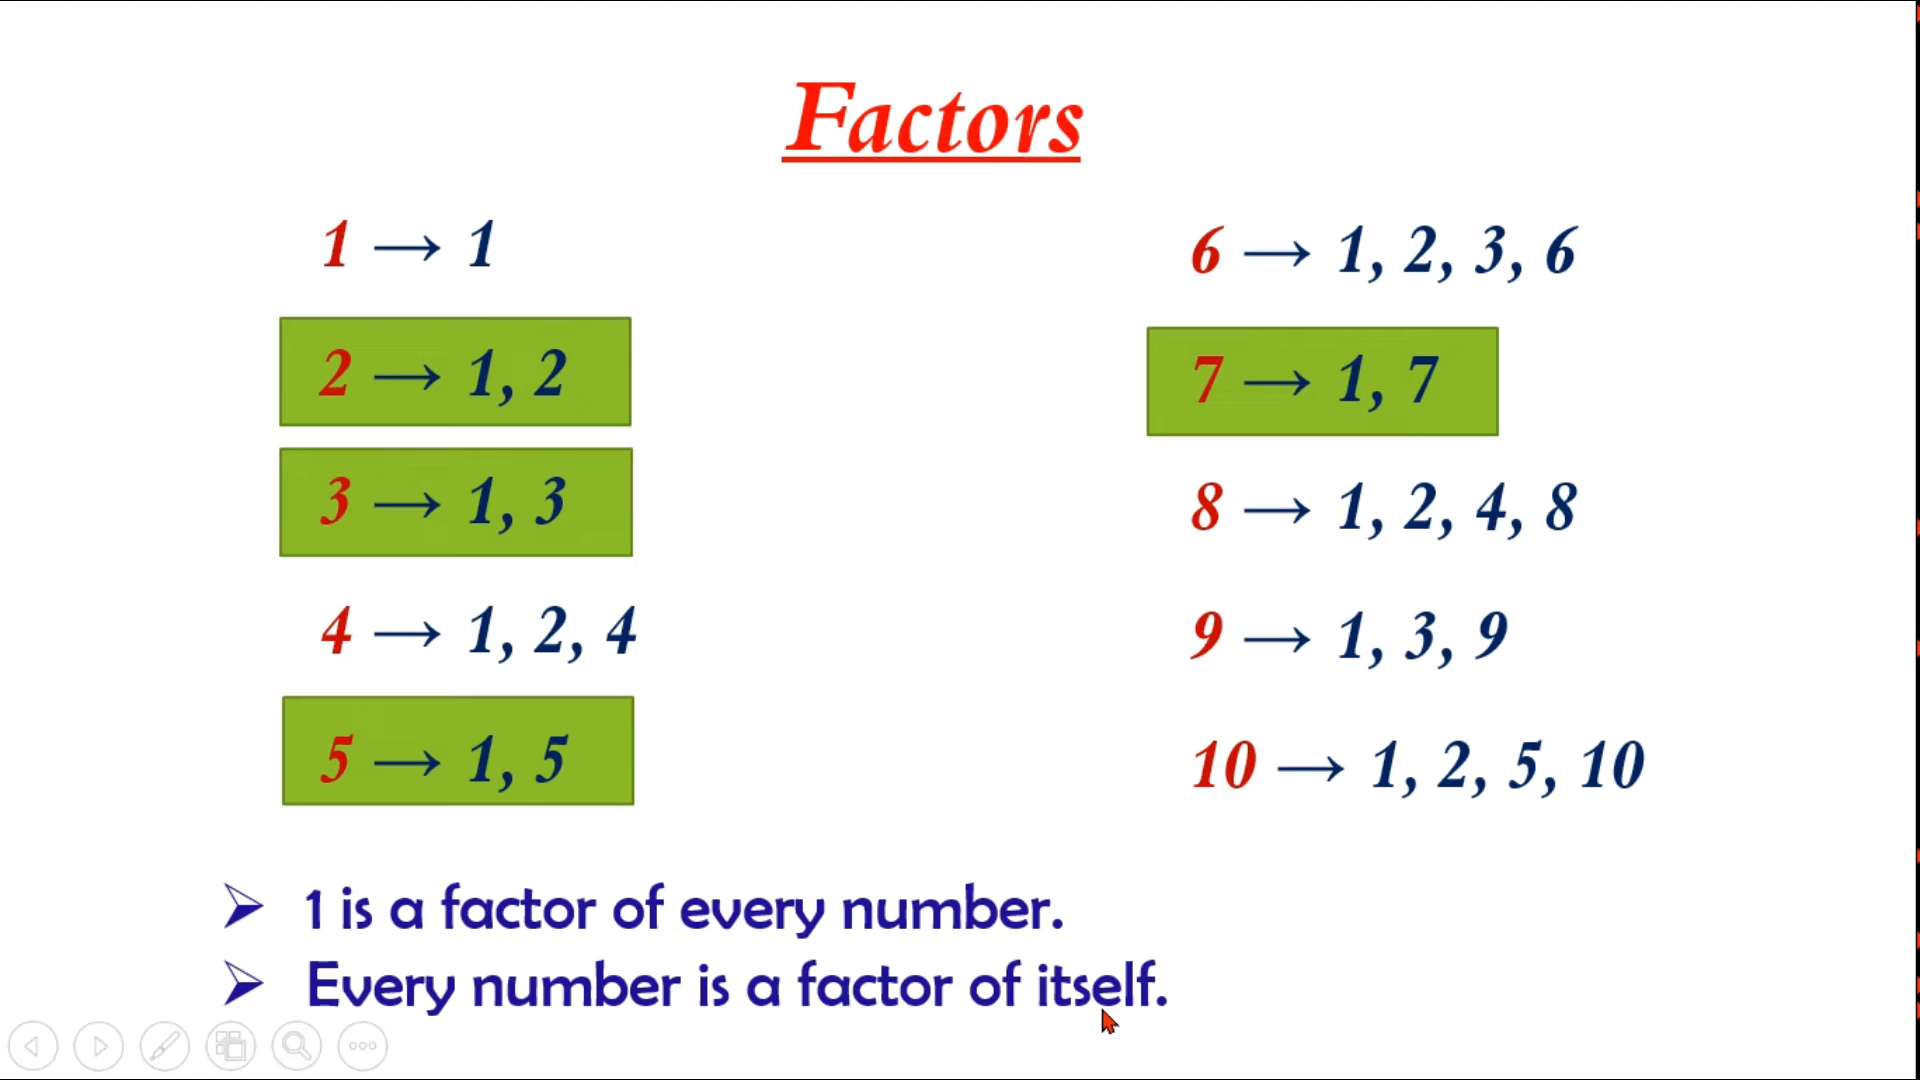 Factors
1 → 1
2 → 1, 2
3 → 1, 3
4 → 1, 2, 4
5 → 1, 5
6 → 1, 2, 3, 6
7 → 1, 7
8 → 1, 2, 4, 8
9 → 1, 3, 9
10 → 1, 2, 5, 10
➢ 1 is a factor of every number.
➢ Every number is a factor of itself.